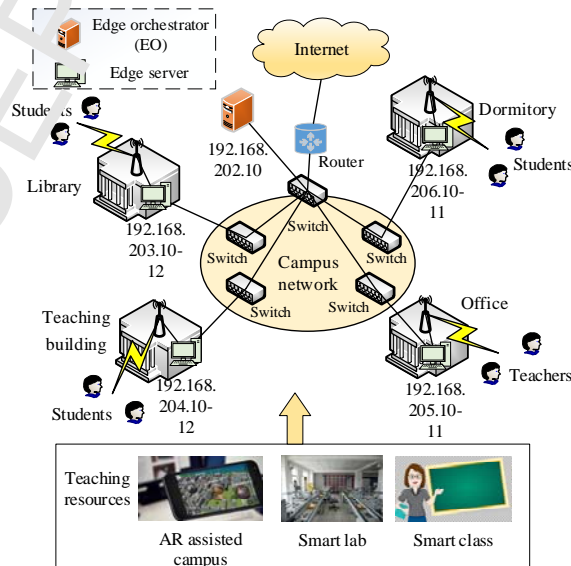 Edge orchestrator
(EO)
Edge server
Internet
Students
Library
192.168.
202.10
Router
Dormitory
Students
192.168.
206.10-
11
192.168.
203.10-
12
Switch
Switch
Switch
Campus
network
Switch
Switch
Teaching
building
Students
192.168.
204.10-
12
Office
Teachers
192.168.
205.10-
11
Teaching
resources
AR assisted
campus
Smart lab
Smart class